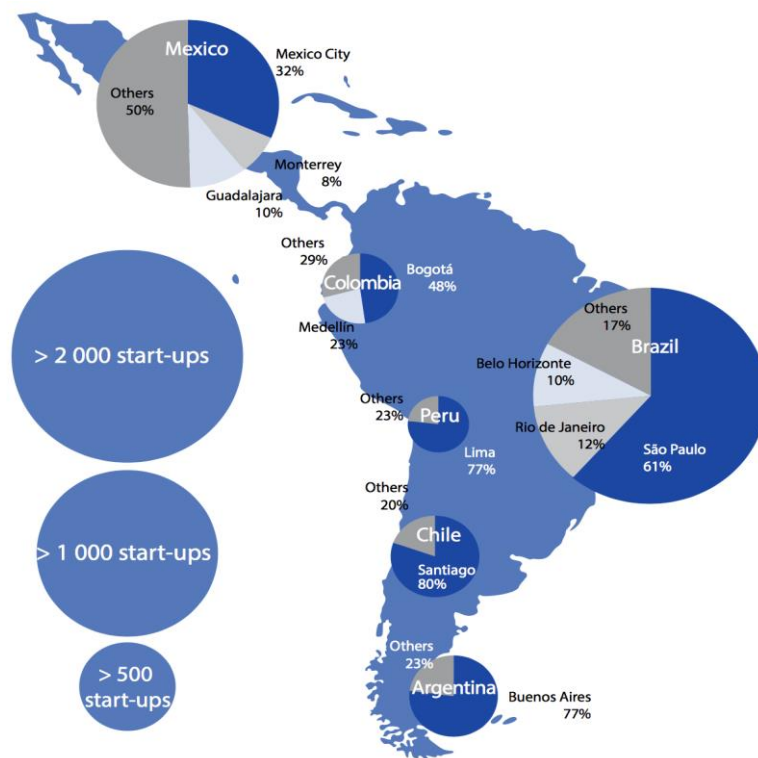 Mexico
Mexico City
32%
Others
50%
Monterrey
8%
Guadalajara
10%
Others
29%
Colombia
Bogotá
48%
Medellín
23%
> 2 000 start-ups
Others
17%
Brazil
Belo Horizonte
10%
Rio de Janeiro
12%
São Paulo
61%
Others
23%
Peru
Lima
77%
Others
20%
Chile
Santiago
80%
> 1 000 start-ups
Others
23%
Argentina
Buenos Aires
77%
> 500
start-ups